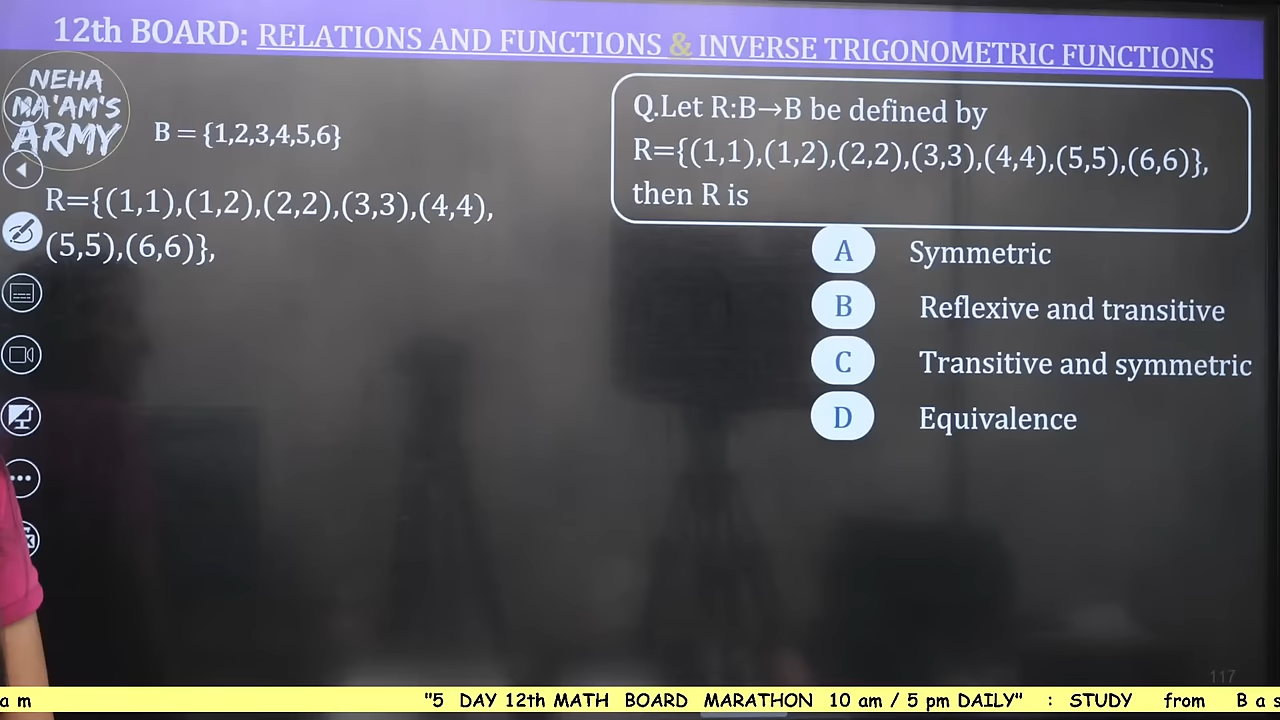 12th BOARD: RELATIONS AND FUNCTIONS & INVERSE TRIGONOMETRIC FUNCTIONS
NEHA
MA'AM'S
ARMY
B = {1,2,3,4,5,6}
R={(1,1),(1,2),(2,2),(3,3),(4,4),
(5,5),(6,6)},
Q.Let R:B→B be defined by
R={(1,1),(1,2),(2,2),(3,3),(4,4),(5,5),(6,6)},
then R is
A Symmetric
B Reflexive and transitive
C Transitive and symmetric
D Equivalence
117
a m "5 DAY 12th MATH BOARD MARATHON 10 am / 5 pm DAILY" : STUDY from B a s